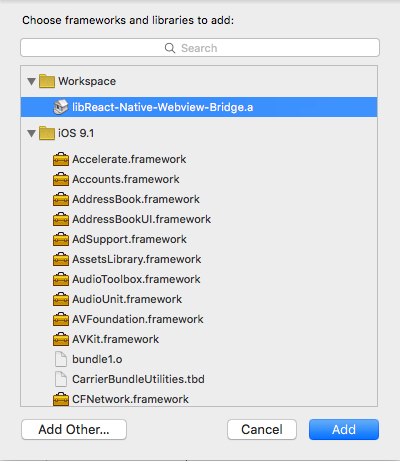 Choose frameworks and libraries to add:
Search
Workspace
libReact-Native-Webview-Bridge.a
iOS 9.1
Accelerate.framework
Accounts.framework
AddressBook.framework
AddressBookUI.framework
AdSupport.framework
AssetsLibrary.framework
AudioToolbox.framework
AudioUnit.framework
AVFoundation.framework
AVKit.framework
bundle1.o
CarrierBundleUtilities.tbd
CFNetwork.framework
Add Other...
Cancel
Add